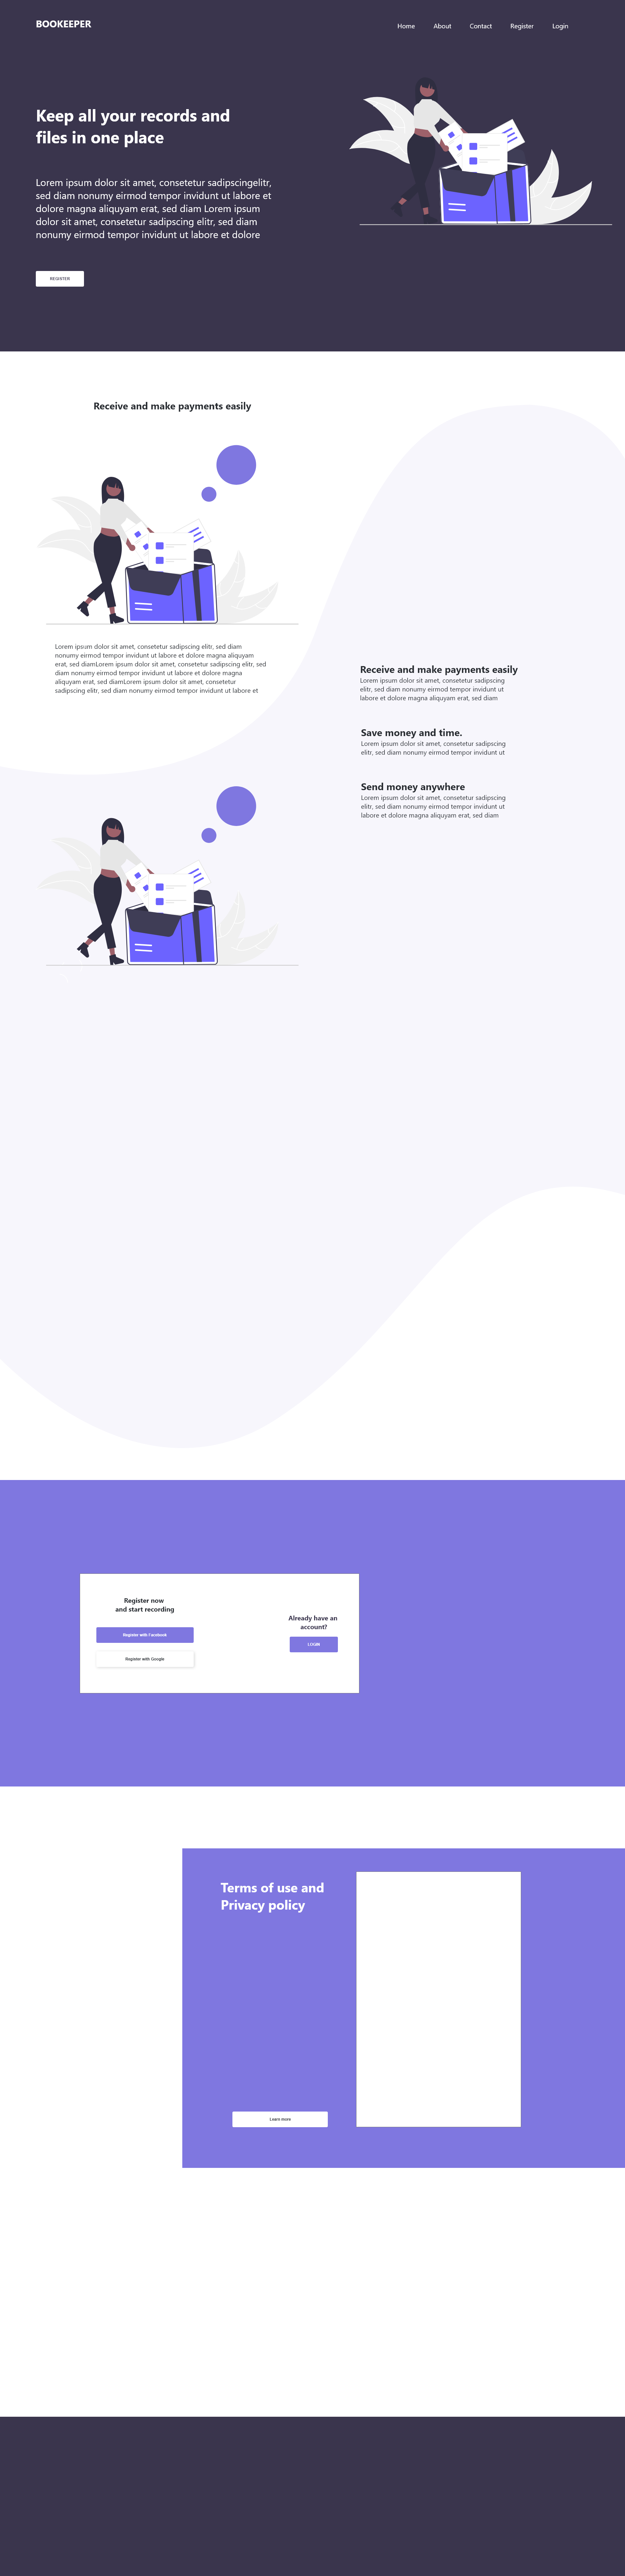 BOOKEEPER
Home About Contact Register Login
Keep all your records and
files in one place
Lorem ipsum dolor sit amet, consetetur sadipscingelitr,
sed diam nonumy eirmod tempor invidunt ut labore et
dolore magna aliquyam erat, sed diam Lorem ipsum
dolor sit amet, consetetur sadipscing elitr, sed diam
nonumy eirmod tempor invidunt ut labore et dolore
REGINTER
Receive and make payments easily
Lorem ipsum dolor sit amet, consetetur sadipscing elitr, sed diam
nonumy eirmod tempor invidunt ut labore et dolore magna aliquyam
erat, sed diamLorem ipsum dolor sit amet, consetetur sadipscing elitr, sed
diam nonumy eirmod tempor invidunt ut labore et dolore magna
aliquyam erat, sed diamLorem ipsum dolor sit amet, consetetur
sadipscing elitr, sed diam nonumy eirmod tempor invidunt ut labore et
Receive and make payments easily
Lorem ipsum dolor sit amet, consetetur sadipscing
elitr, sed diam nonumy eirmod tempor invidunt ut
labore et dolore magna aliquyam erat, sed diam
Save money and time.
Lorem ipsum dolor sit amet, consetetur sadipscing
elitr, sed diam nonumy eirmod tempor invidunt ut
Send money anywhere
Lorem ipsum dolor sit amet, consetetur sadipscing
elitr, sed diam nonumy eirmod tempor invidunt ut
labore et dolore magna aliquyam erat, sed diam
Register now
and start recording
Register with Facebook
Register with Google
Already have an
account?
LOGIN
Terms of use and
Privacy policy
Learn more